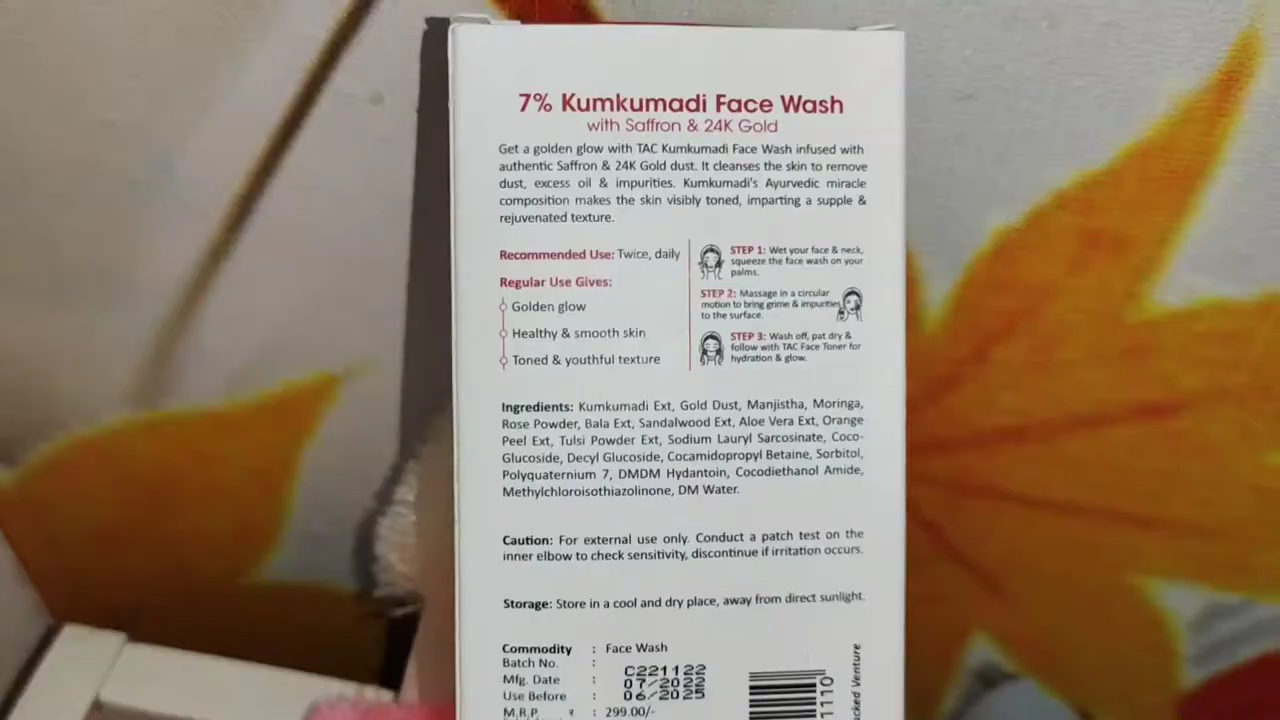 7% Kumkumadi Face Wash
with Saffron & 24K Gold
Get a golden glow with TAC Kumkumadi Face Wash infused with
authentic Saffron & 24K Gold dust. It cleanses the skin to remove
dust, excess oil & impurities. Kumkumadi's Ayurvedic miracle
composition makes the skin visibly toned, imparting a supple &
rejuvenated texture.
Recommended Use: Twice, daily
Regular Use Gives:
Golden glow
Healthy & smooth skin
Toned & youthful texture
STEP 1: Wet your face & neck,
squeeze the face wash on your
palms.
STEP 2: Massage in a circular
motion to bring grime & impurities
to the surface.
STEP 3: Wash off, pat dry &
follow with TAC Face Toner for
hydration & glow.
Ingredients: Kumkumadi Ext, Gold Dust, Manjistha, Moringa,
Rose Powder, Bala Ext, Sandalwood Ext, Aloe Vera Ext, Orange
Peel Ext, Tulsi Powder Ext, Sodium Lauryl Sarcosinate, Coco-
Glucoside, Decyl Glucoside, Cocamidopropyl Betaine, Sorbitol,
Polyquaternium 7, DMDM Hydantoin, Cocodiethanol Amide,
Methylchloroisothiazolinone, DM Water.
Caution: For external use only. Conduct a patch test on the
inner elbow to check sensitivity, discontinue if irritation occurs.
Storage: Store in a cool and dry place, away from direct sunlight.
Commodity : Face Wash
Batch No. : C221122
Mfg. Date : 07/2022
Use Before : 06/2025
M.R.P. ₹ : 299.00/-
1110
Venture